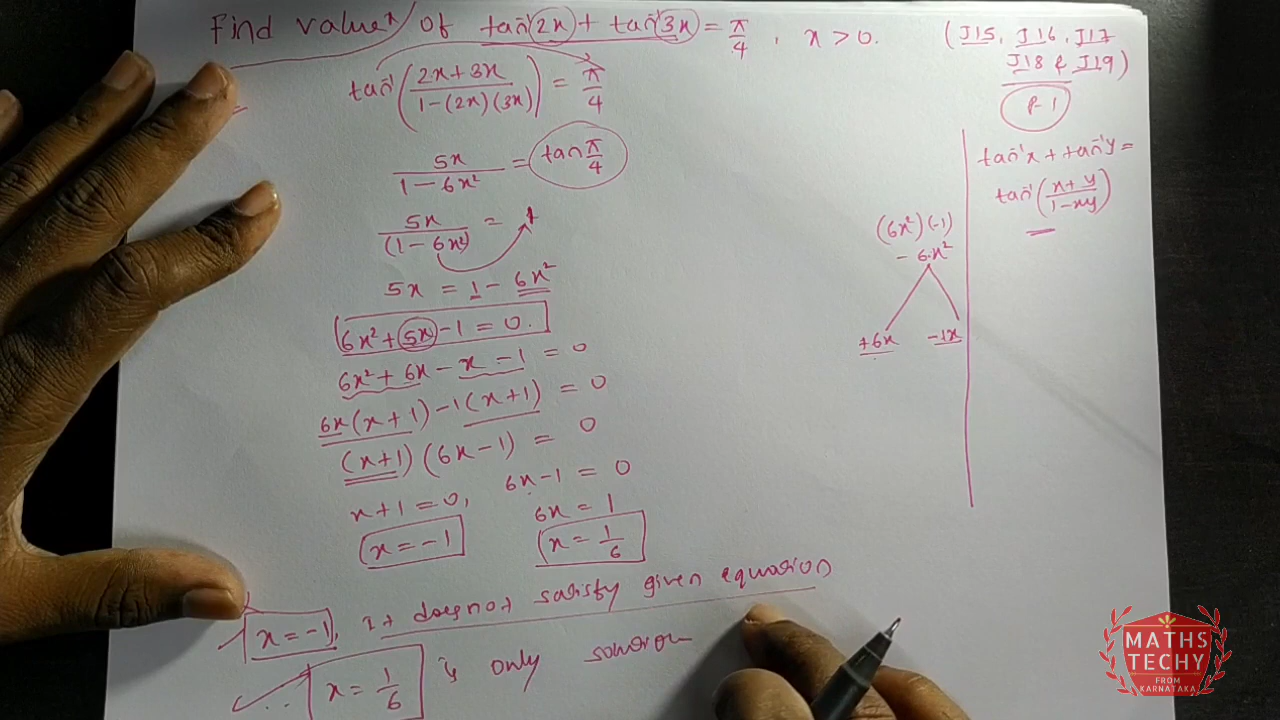 Find value x of tan⁻¹(2x) + tan⁻¹(3x) = π/4, x > 0. (J15, J16, J17
J18 & J19)
P-1
tan⁻¹((2x+3x)/(1-(2x)(3x))) = π/4
5x/(1-6x²) = tan π/4
5x/(1-6x²) = 1
5x = 1 - 6x²
6x² + 5x - 1 = 0.
6x² + 6x - x - 1 = 0
6x(x+1) - 1(x+1) = 0
(x+1)(6x-1) = 0
x+1 = 0, 6x-1 = 0
6x = 1
x = -1 x = 1/6
x = -1, it does not satisfy given equation
x = 1/6 is only solution
tan⁻¹x + tan⁻¹y =
tan⁻¹((x+y)/(1-xy))
(6x²)(-1)
- 6x²
+6x -1x
MATHS
TECHY
FROM
KARNATAKA